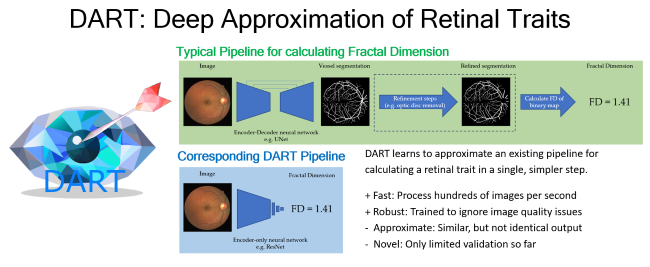 DART: Deep Approximation of Retinal Traits
Typical Pipeline for calculating Fractal Dimension
Image
Vessel segmentation
Refined segmentation
Fractal Dimension
Refinement steps
(e.g. optic disc removal)
Calculate FD of
binary map
FD = 1.41
Encoder-Decoder neural network
e.g. UNet
DART
Corresponding DART Pipeline
Image
Fractal Dimension
FD = 1.41
Encoder-only neural network
e.g. ResNet
DART learns to approximate an existing pipeline for
calculating a retinal trait in a single, simpler step.
+ Fast: Process hundreds of images per second
+ Robust: Trained to ignore image quality issues
- Approximate: Similar, but not identical output
- Novel: Only limited validation so far